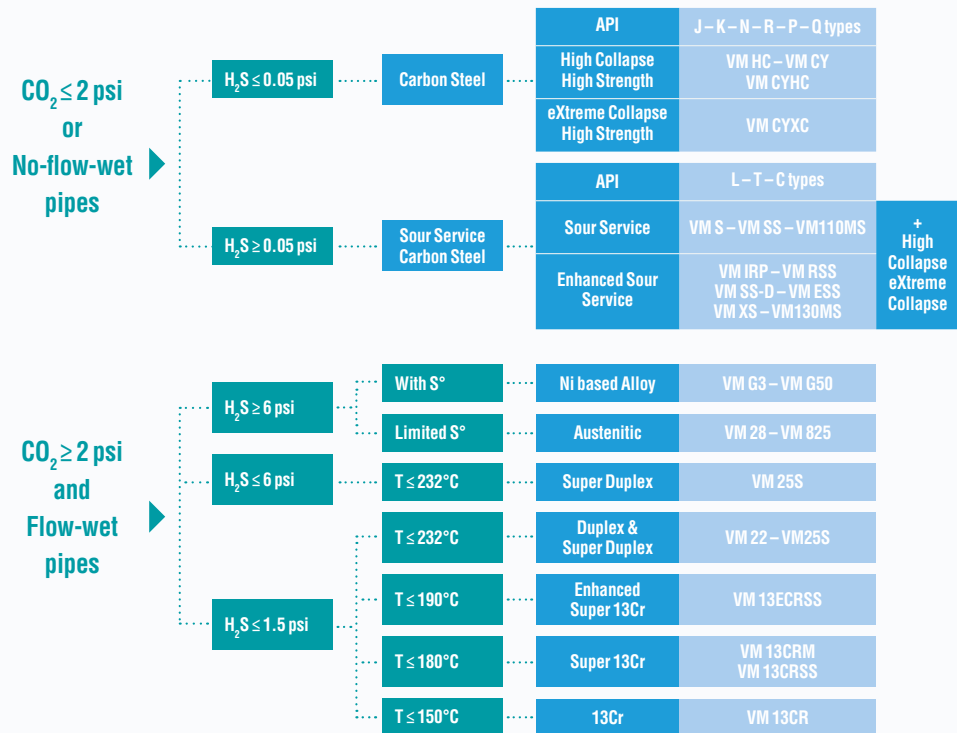 CO₂ ≤ 2 psi
or
No-flow-wet
pipes
H₂S ≤ 0.05 psi
Carbon Steel
API
J – K – N – R – P – Q types
High Collapse
High Strength
VM HC – VM CY
VM CYHC
eXtreme Collapse
High Strength
VM CYXC
H₂S ≥ 0.05 psi
Sour Service
Carbon Steel
API
L – T – C types
Sour Service
VM S – VM SS – VM110MS
Enhanced Sour
Service
VM IRP – VM RSS
VM SS-D – VM ESS
VM XS – VM130MS
+
High
Collapse
eXtreme
Collapse
CO₂ ≥ 2 psi
and
Flow-wet
pipes
H₂S ≥ 6 psi
With S°
Ni based Alloy
VM G3 – VM G50
Limited S°
Austenitic
VM 28 – VM 825
H₂S ≤ 6 psi
T ≤ 232°C
Super Duplex
VM 25S
H₂S ≤ 1.5 psi
T ≤ 232°C
Duplex &
Super Duplex
VM 22 – VM25S
T ≤ 190°C
Enhanced
Super 13Cr
VM 13ECRSS
T ≤ 180°C
Super 13Cr
VM 13CRM
VM 13CRSS
T ≤ 150°C
13Cr
VM 13CR